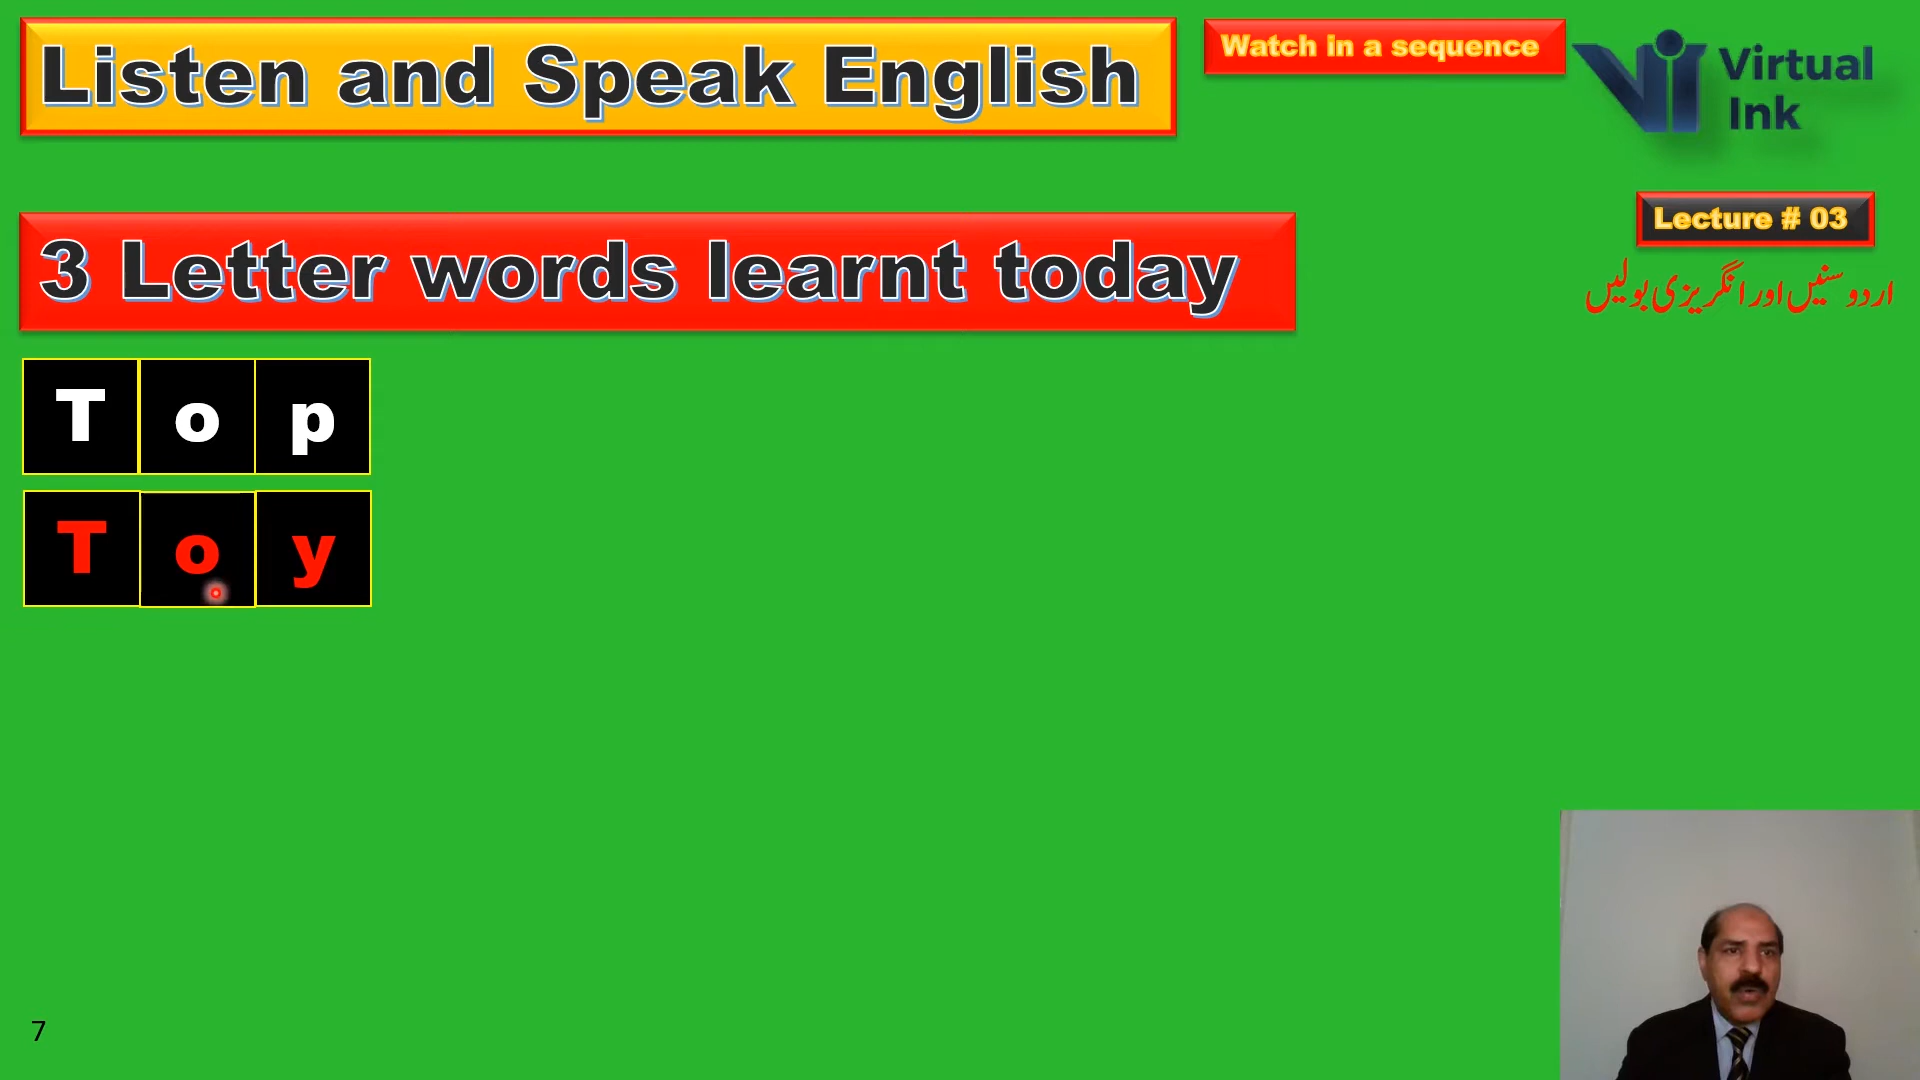 Listen and Speak English
Watch in a sequence
Virtual
Ink
Lecture # 03
3 Letter words learnt today
اردو سنیں اور انگریزی بولیں
T o p
T o y
7